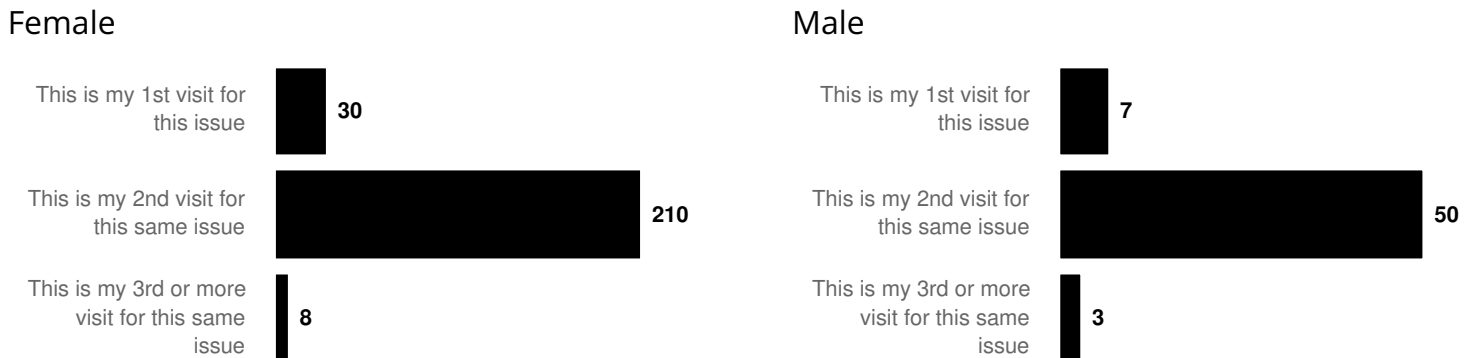 Female
This is my 1st visit for
this issue
30
This is my 2nd visit for
this same issue
210
This is my 3rd or more
visit for this same
issue
8
Male
This is my 1st visit for
this issue
7
This is my 2nd visit for
this same issue
50
This is my 3rd or more
visit for this same
issue
3